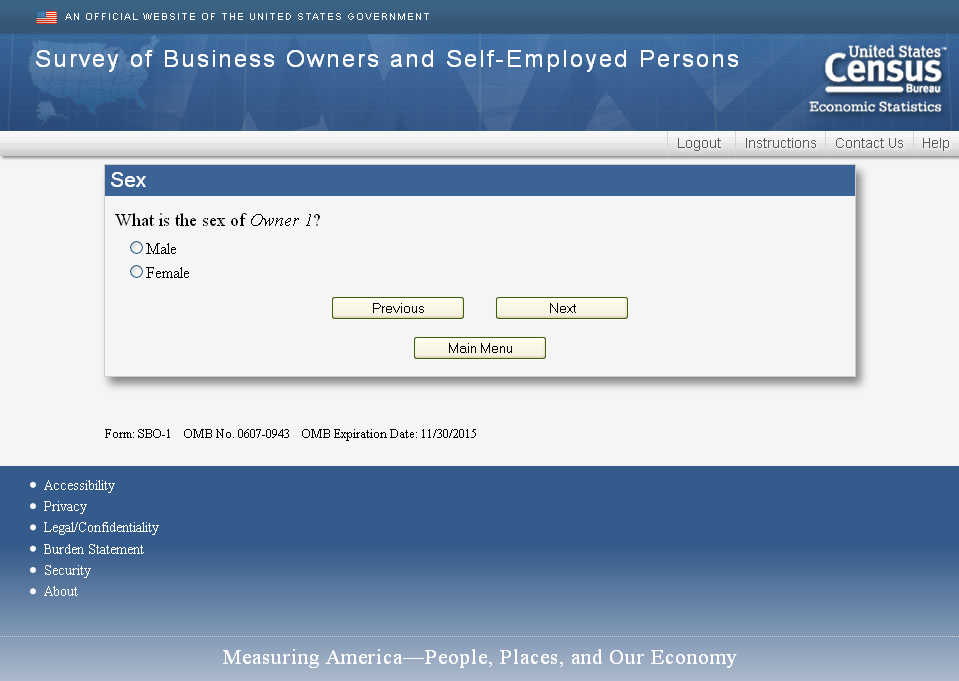 AN OFFICIAL WEBSITE OF THE UNITED STATES GOVERNMENT
Survey of Business Owners and Self-Employed Persons
United States™
Census
Bureau
Economic Statistics
Logout Instructions Contact Us Help
Sex
What is the sex of Owner 1?
Male
Female
Previous Next
Main Menu
Form: SBO-1 OMB No. 0607-0943 OMB Expiration Date: 11/30/2015
Accessibility
Privacy
Legal/Confidentiality
Burden Statement
Security
About
Measuring America—People, Places, and Our Economy